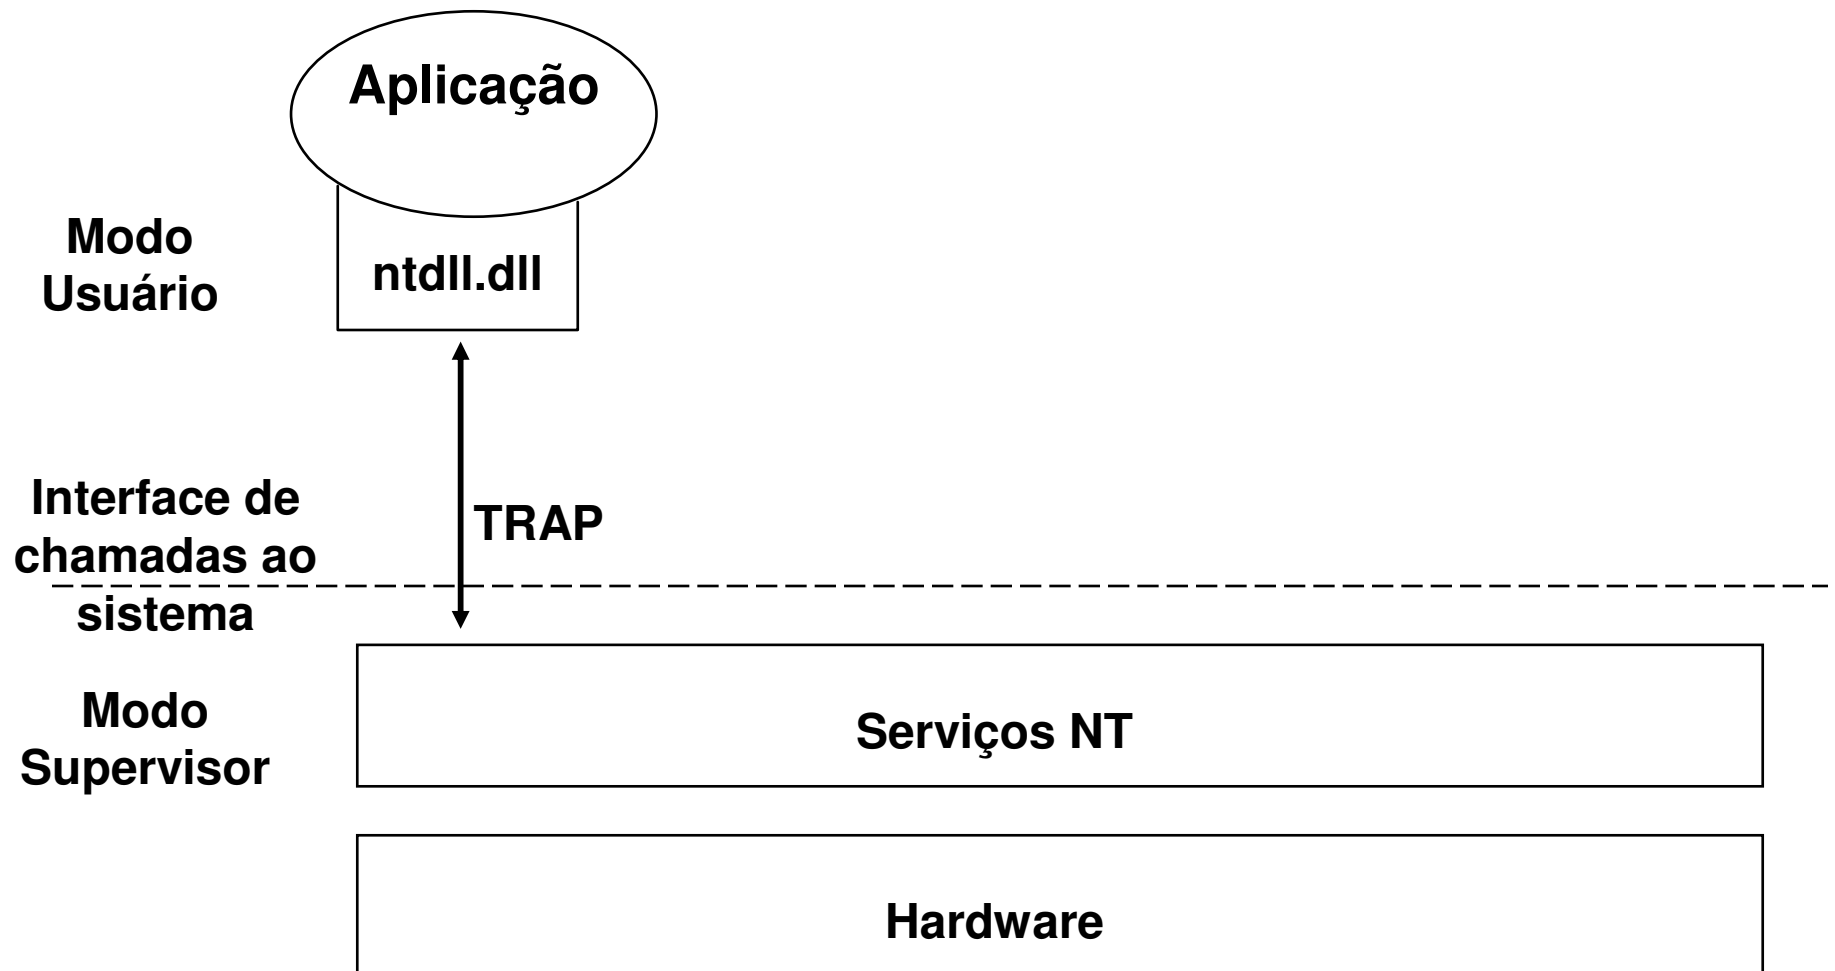 Aplicação
Modo
Usuário
ntdll.dll
Interface de
chamadas ao
sistema
TRAP
Modo
Supervisor
Serviços NT
Hardware